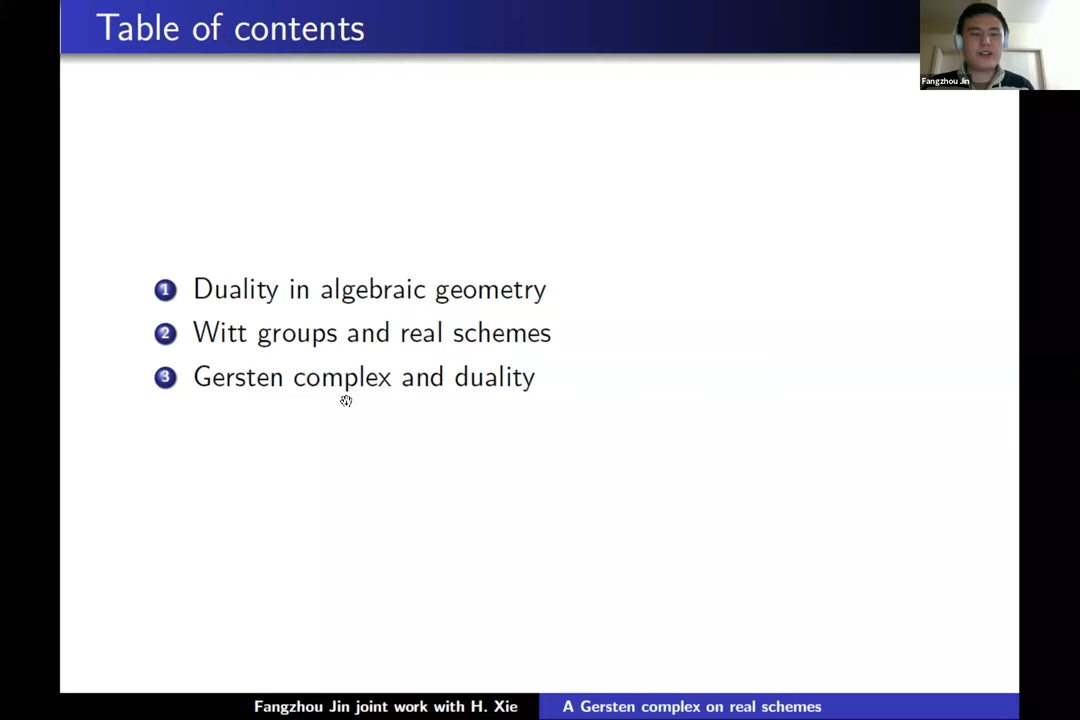 Table of contents
Fangzhou Jin
1 Duality in algebraic geometry
2 Witt groups and real schemes
3 Gersten complex and duality
Fangzhou Jin joint work with H. Xie
A Gersten complex on real schemes